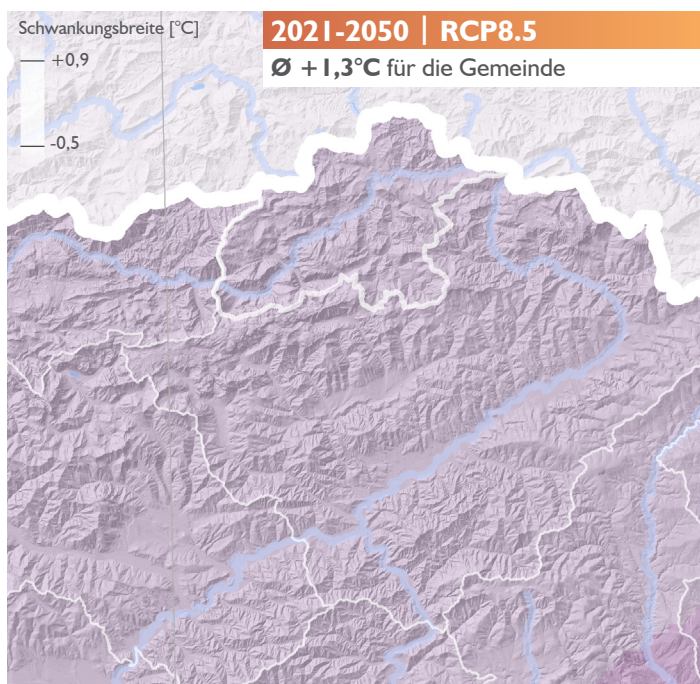 Schwankungsbreite [°C]
+0,9
-0,5
2021-2050 | RCP8.5
Ø +1,3°C für die Gemeinde